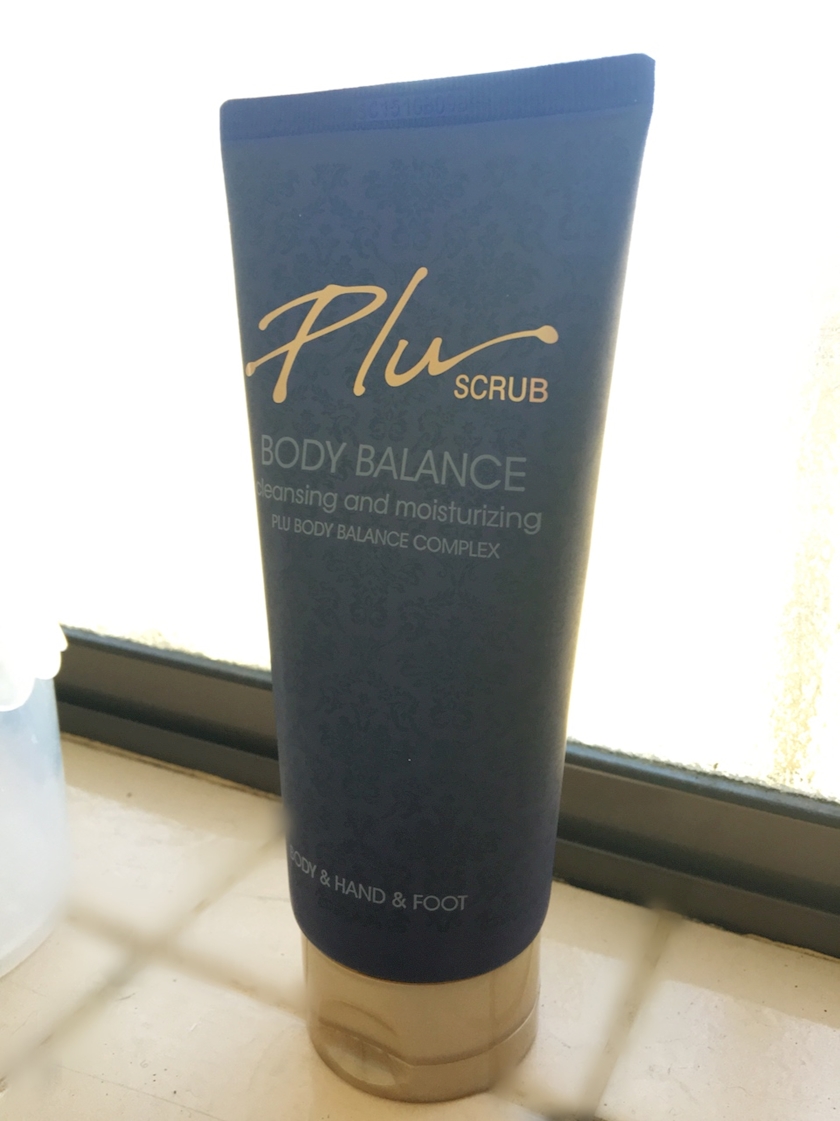 Plu
SCRUB
BODY BALANCE
cleansing and moisturizing
PLU BODY BALANCE COMPLEX
BODY & HAND & FOOT